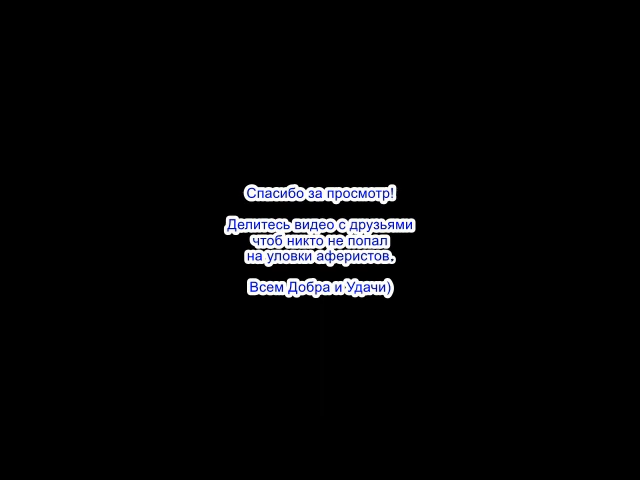 Спасибо за просмотр!
Делитесь видео с друзьями
чтоб никто не попал
на уловки аферистов.
Всем Добра и Удачи)